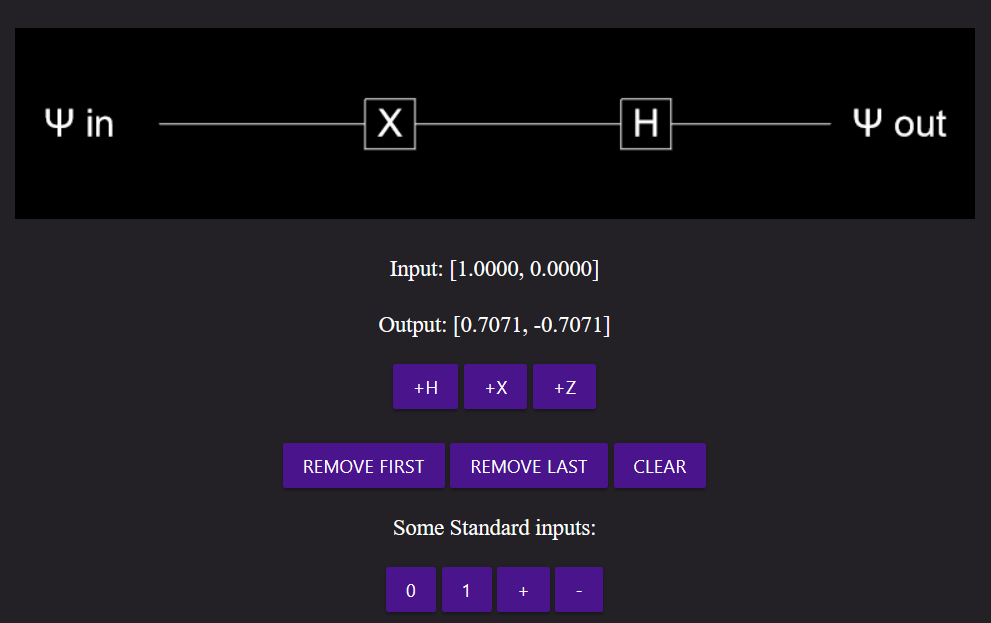 Ψ in X H Ψ out
Input: [1.0000, 0.0000]
Output: [0.7071, -0.7071]
+H +X +Z
REMOVE FIRST REMOVE LAST CLEAR
Some Standard inputs:
0 1 + -